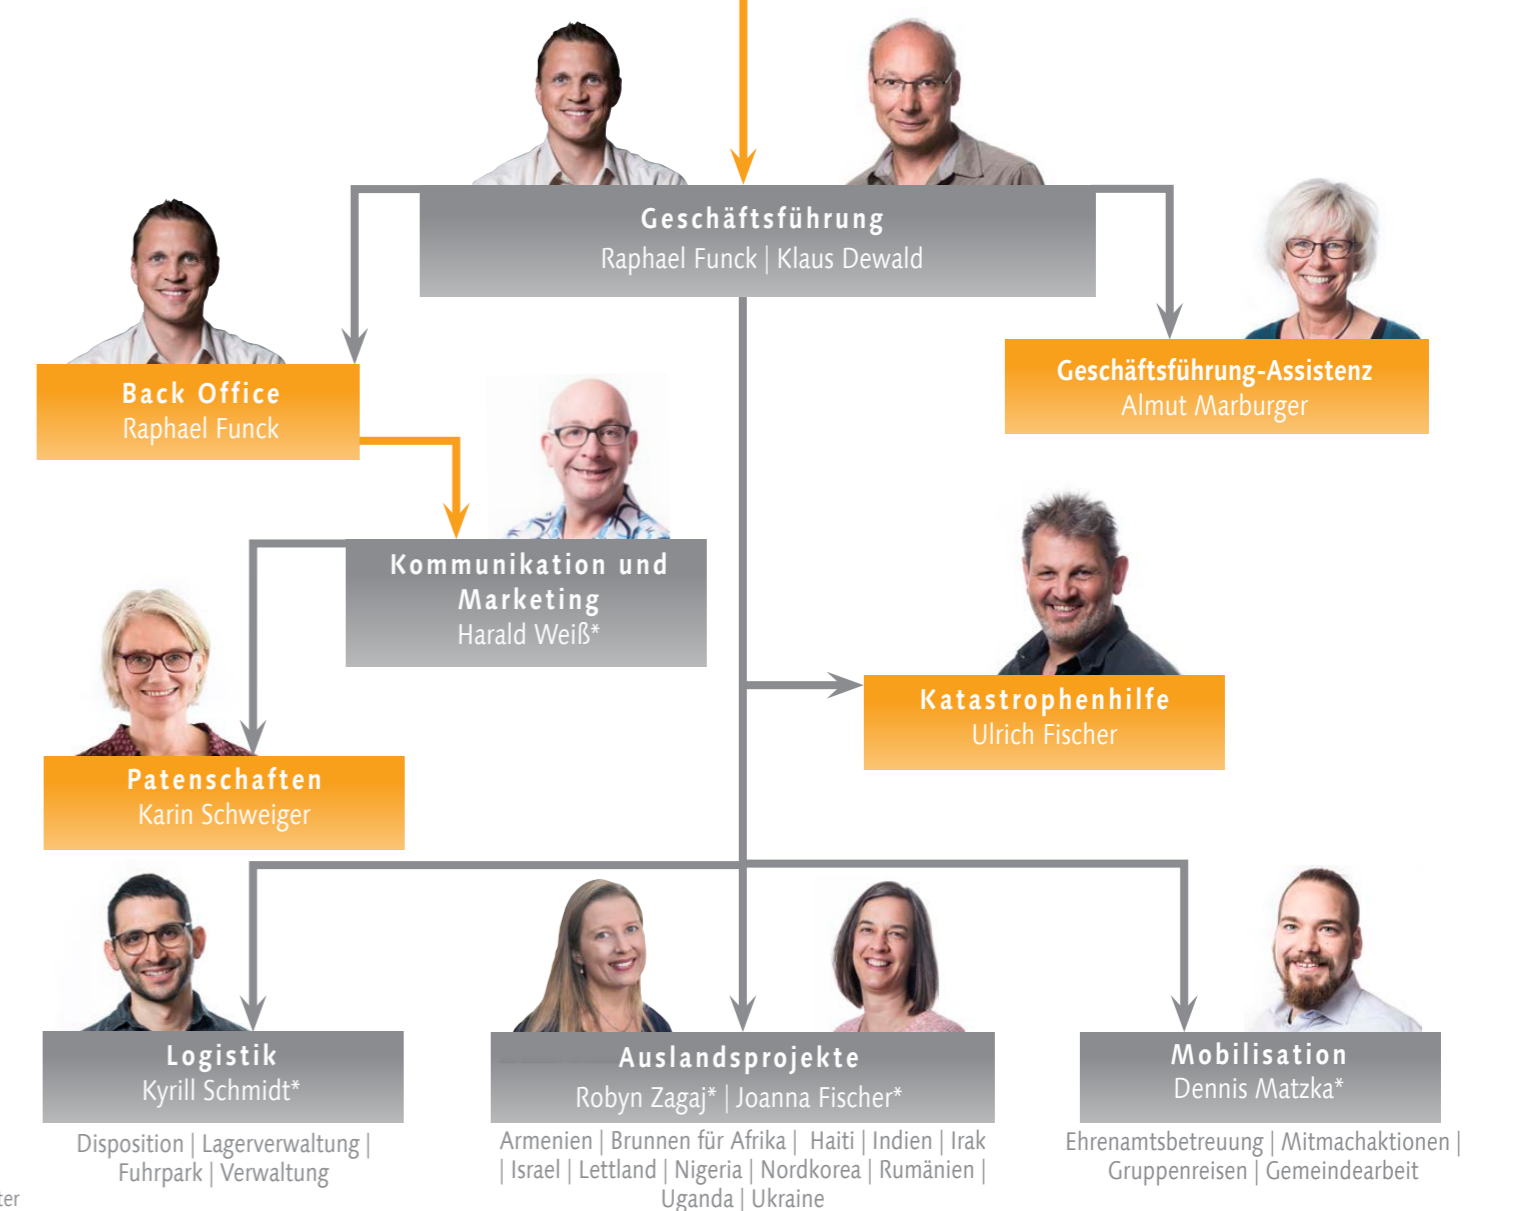 Geschäftsführung
Raphael Funck | Klaus Dewald
Back Office
Raphael Funck
Geschäftsführung-Assistenz
Almut Marburger
Kommunikation und
Marketing
Harald Weiß*
Katastrophenhilfe
Ulrich Fischer
Patenschaften
Karin Schweiger
Logistik
Kyrill Schmidt*
Disposition | Lagerverwaltung |
Fuhrpark | Verwaltung
Auslandsprojekte
Robyn Zagaj* | Joanna Fischer*
Armenien | Brunnen für Afrika | Haiti | Indien | Irak
| Israel | Lettland | Nigeria | Nordkorea | Rumänien |
Uganda | Ukraine
Mobilisation
Dennis Matzka*
Ehrenamtsbetreuung | Mitmachaktionen |
Gruppenreisen | Gemeindearbeit
ter